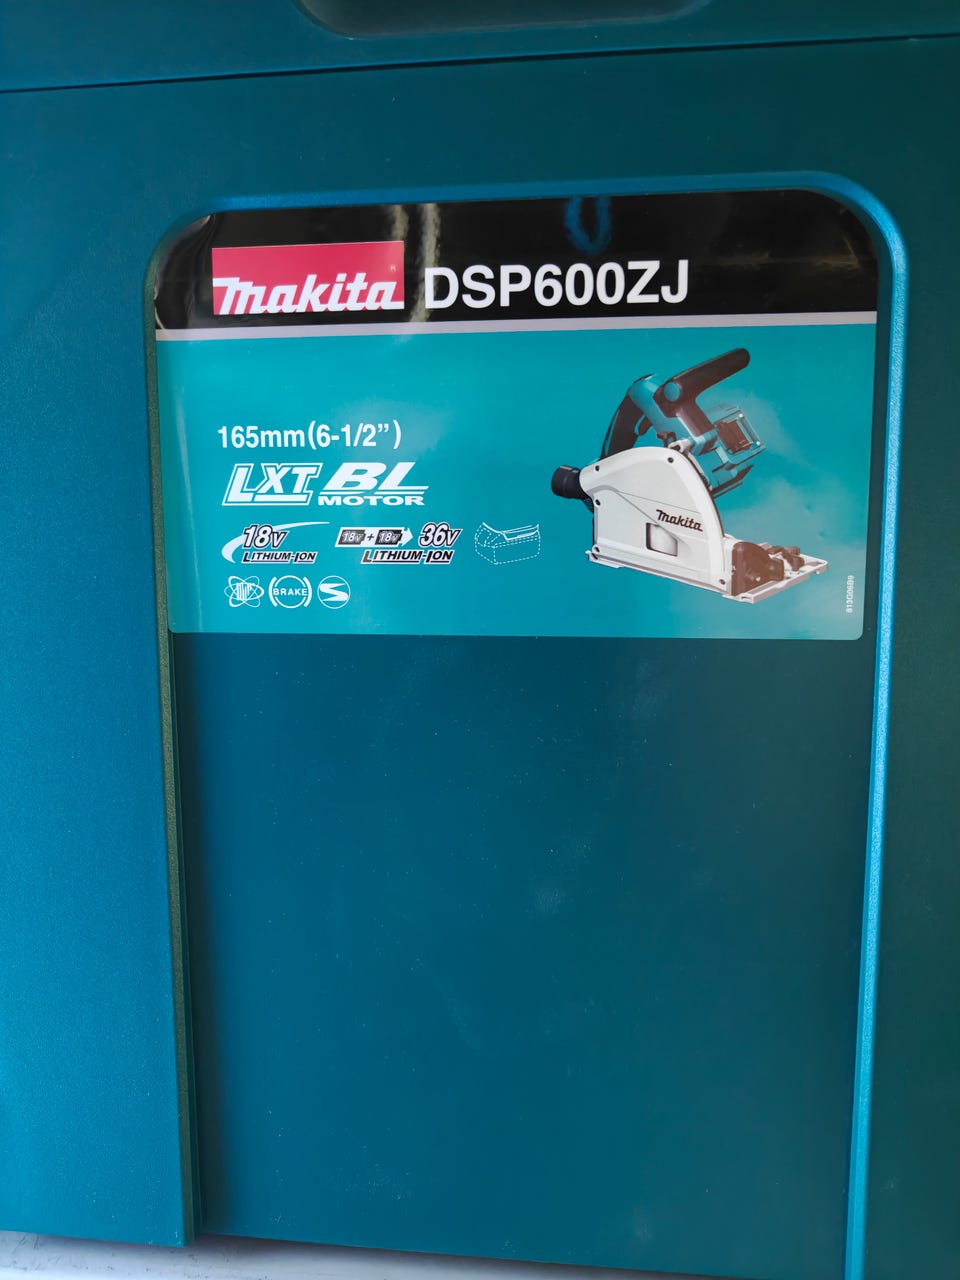 Makita® DSP600ZJ
165mm(6-1/2")
LXT BL
MOTOR
18V
LITHIUM-ION
18V + 18V 36V
LITHIUM-ION
BRAKE
Makita
813G06B9